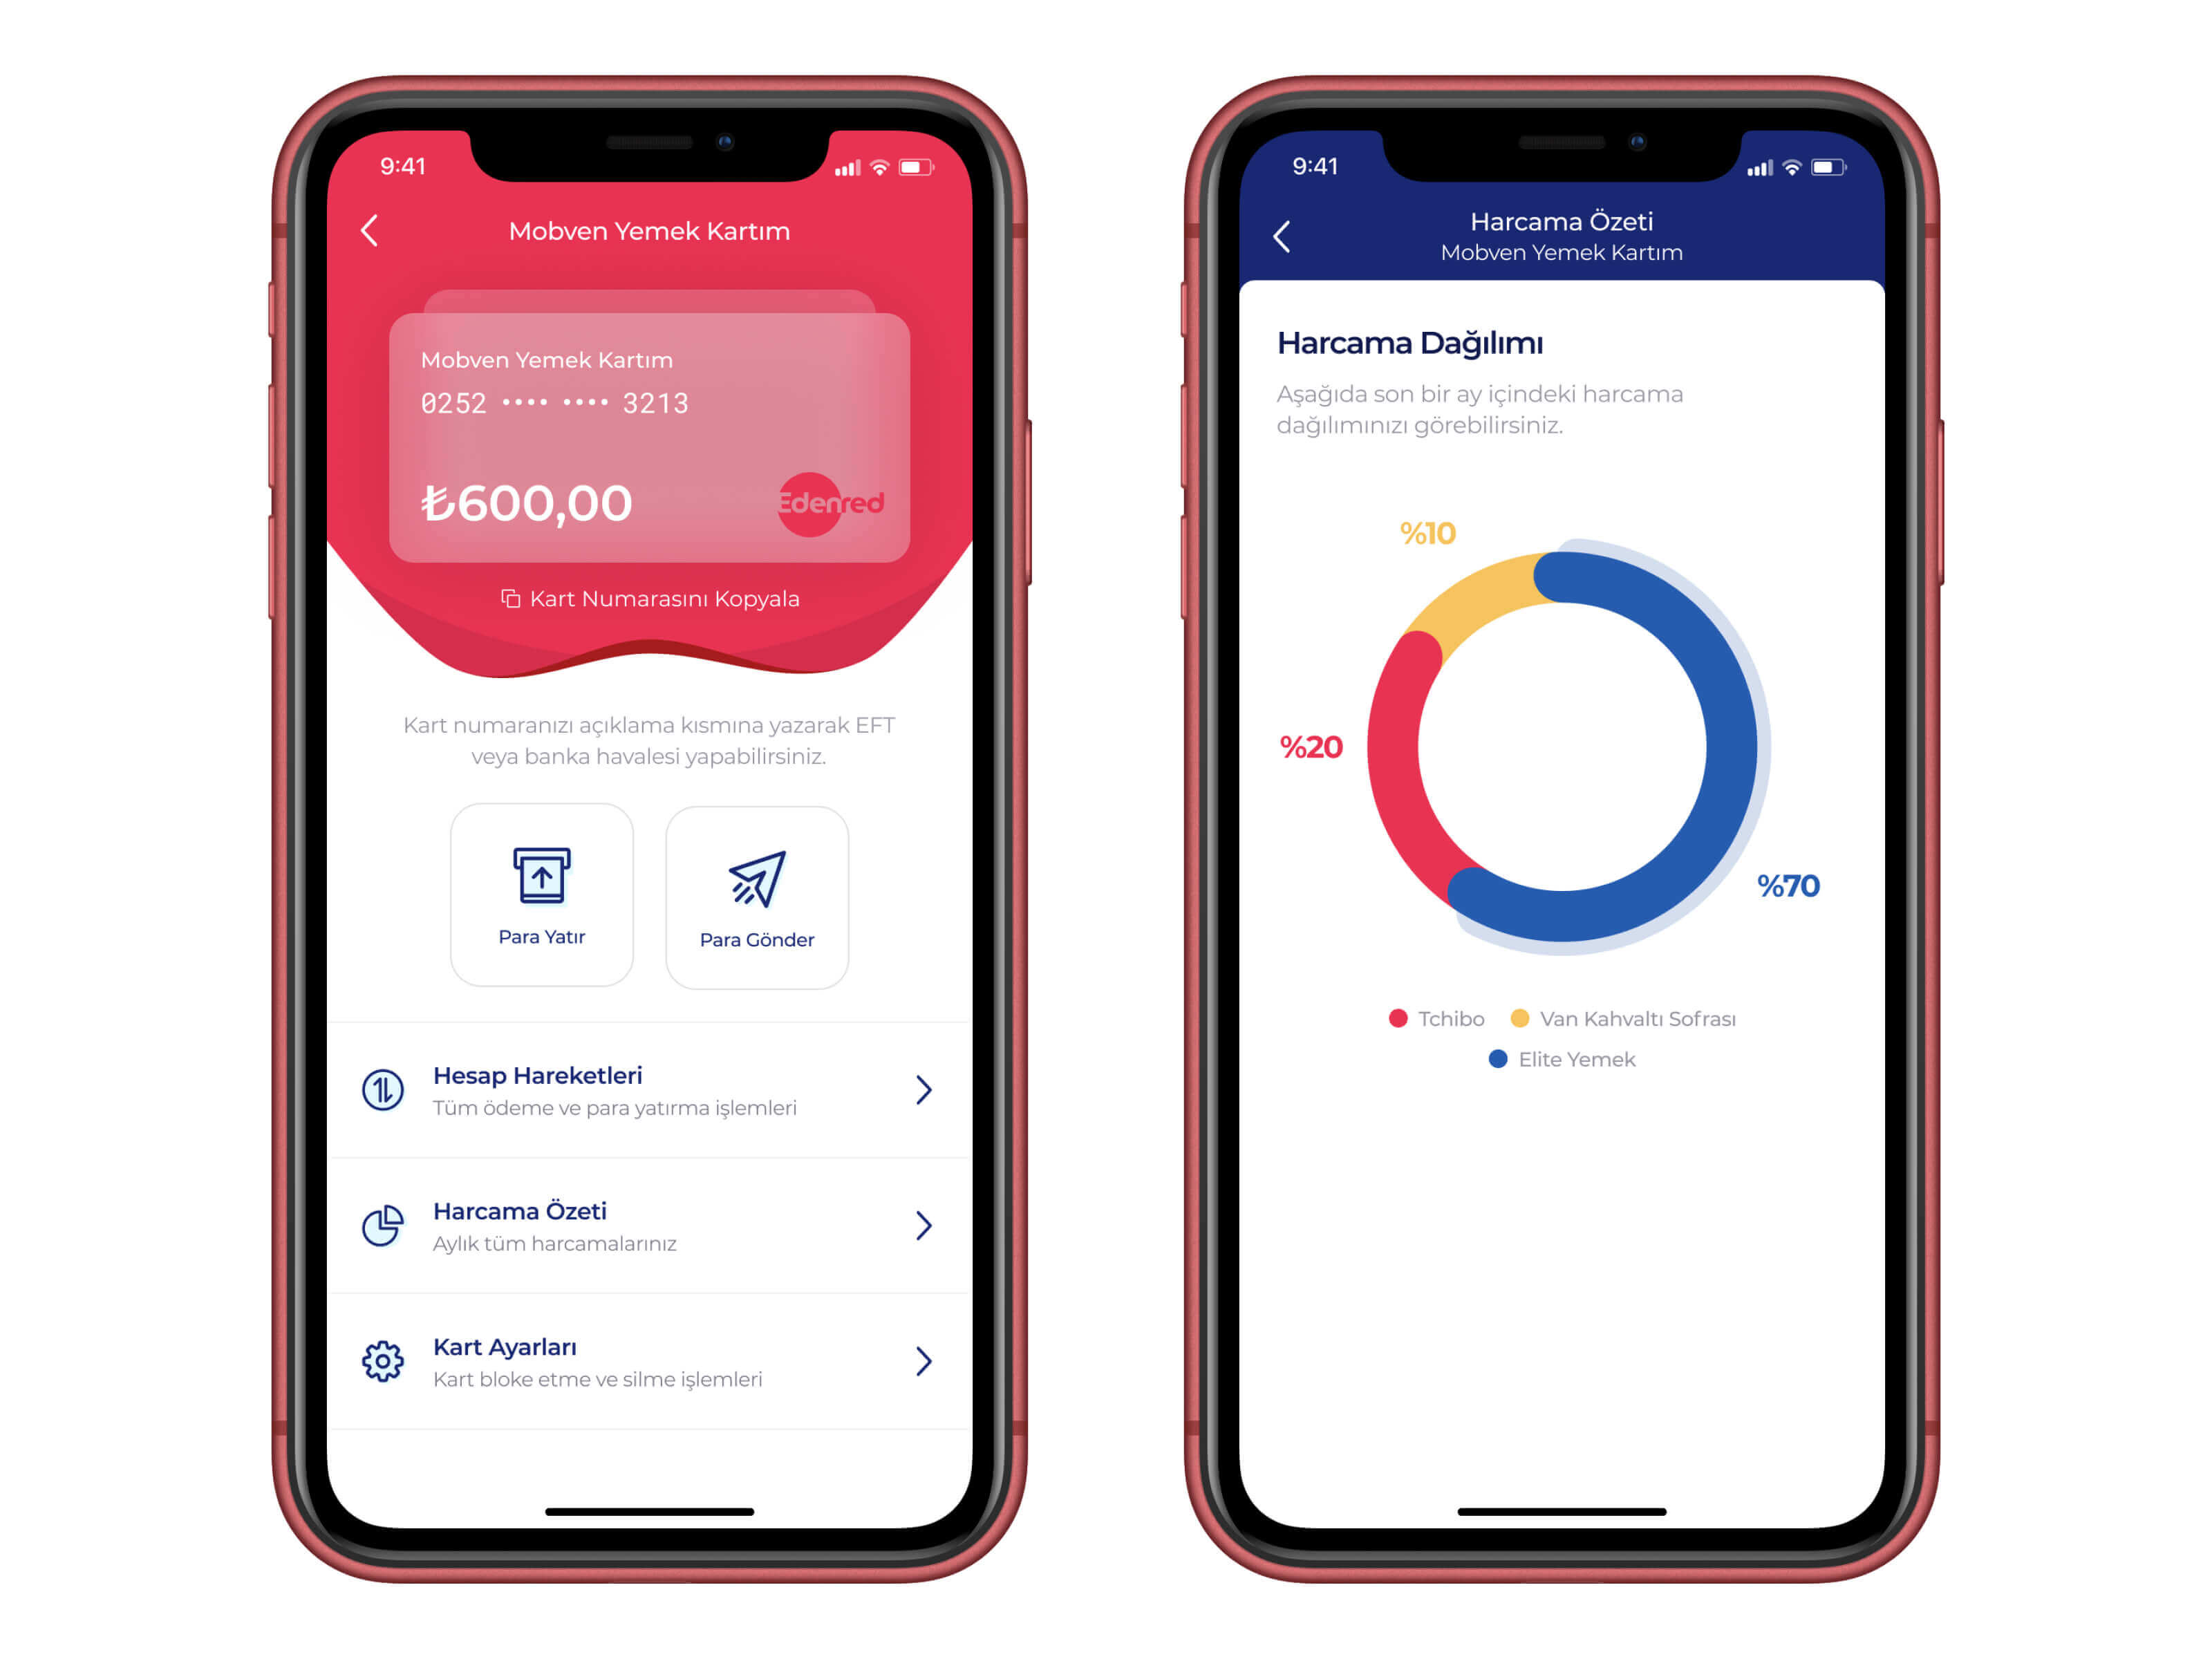 9:41
Mobven Yemek Kartım
Mobven Yemek Kartım
0252 •••• •••• 3213
₺600,00
Edenred
Kart Numarasını Kopyala
Kart numaranızı açıklama kısmına yazarak EFT
veya banka havalesi yapabilirsiniz.
Para Yatır
Para Gönder
Hesap Hareketleri
Tüm ödeme ve para yatırma işlemleri
Harcama Özeti
Aylık tüm harcamalarınız
Kart Ayarları
Kart bloke etme ve silme işlemleri
9:41
Harcama Özeti
Mobven Yemek Kartım
Harcama Dağılımı
Aşağıda son bir ay içindeki harcama
dağılımınızı görebilirsiniz.
%10
%20
%70
Tchibo
Van Kahvaltı Sofrası
Elite Yemek